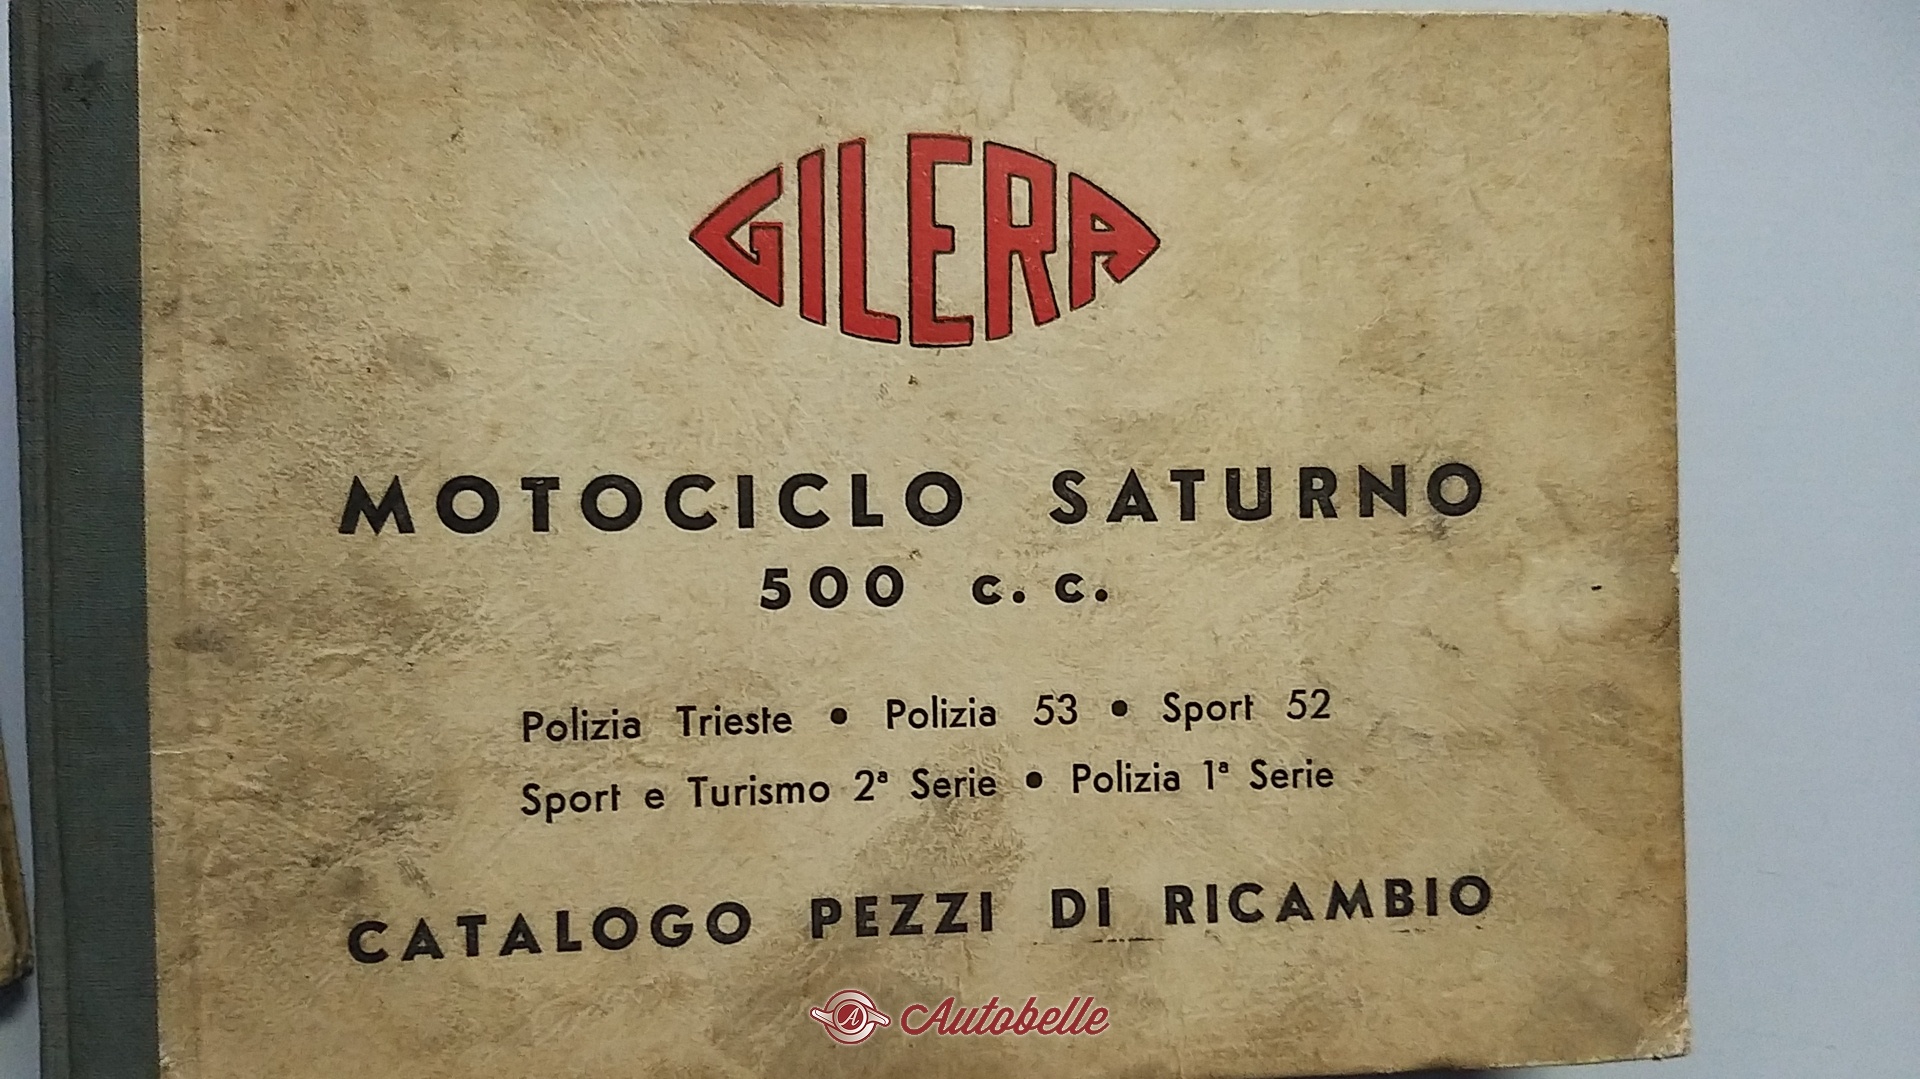 GILERA
MOTOCICLO SATURNO
500 c. c.
Polizia Trieste • Polizia 53 • Sport 52
Sport e Turismo 2ª Serie • Polizia 1ª Serie
CATALOGO PEZZI DI RICAMBIO
A Autobelle